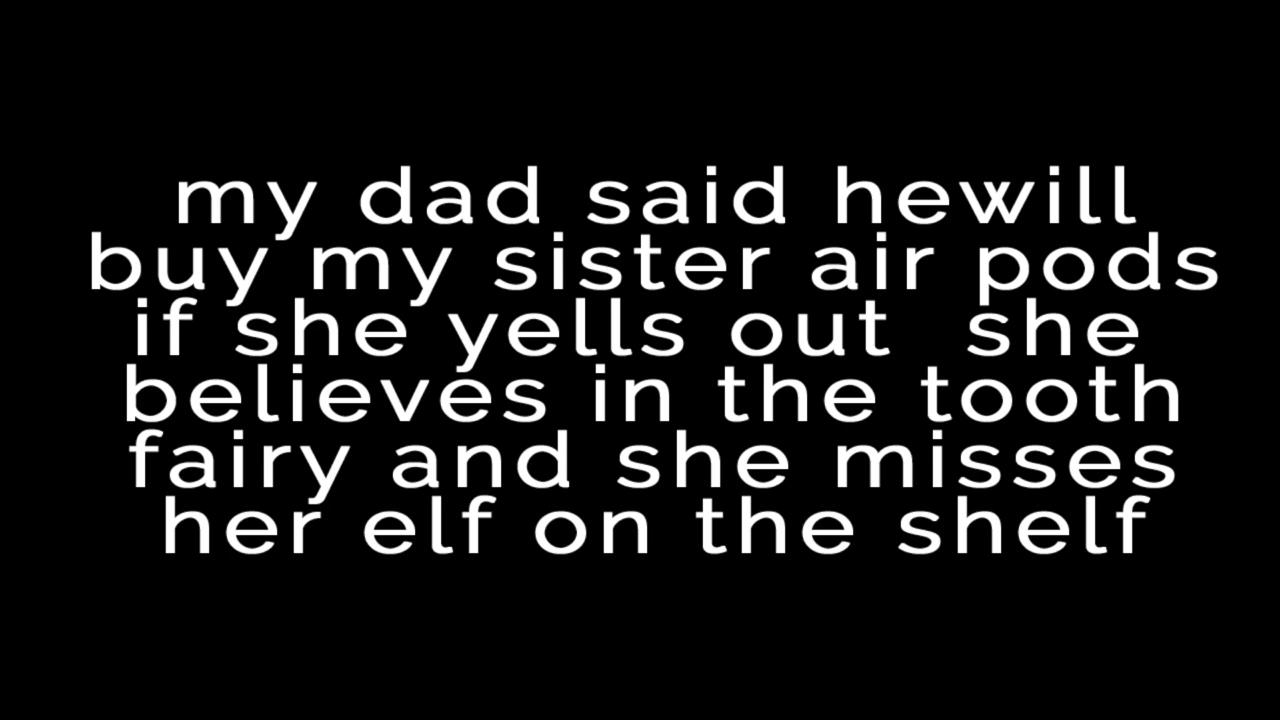 my dad said hewill
buy my sister air pods
if she yells out  she
believes in the tooth
fairy and she misses
her elf on the shelf